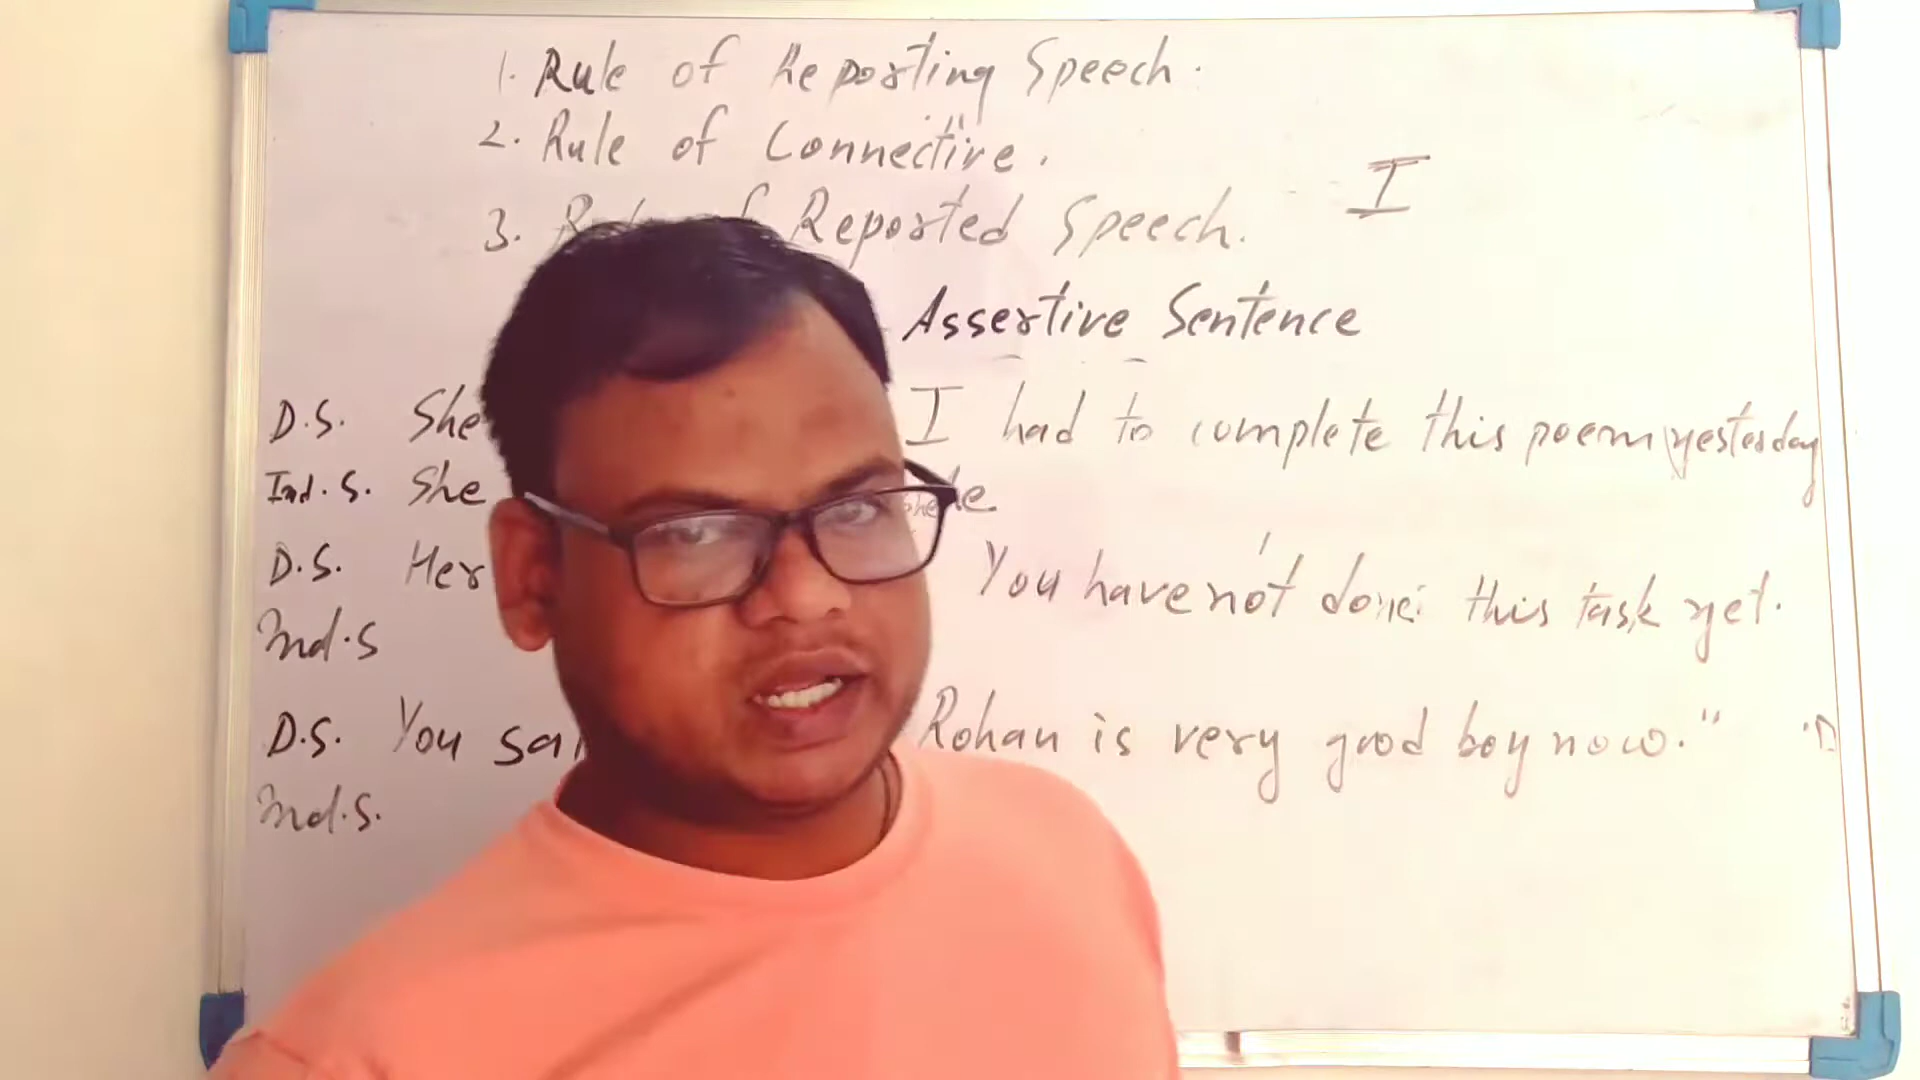 1. Rule of Reporting Speech.
2. Rule of Connective.
3. of Reported Speech.
Assertive Sentence
D.S. She I had to complete this poem yesterday
Ind. S. She he
D.S. Her You have not done this task yet.
Ind.S
D.S. You sai Rohan is very good boy now."
Ind.S.
I